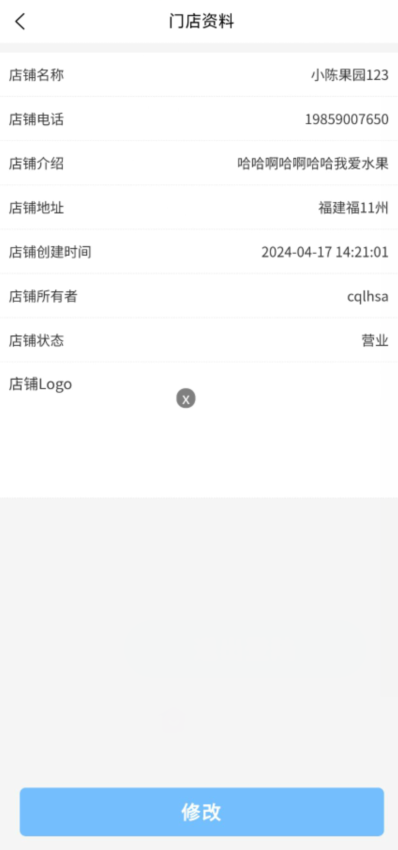 门店资料
店铺名称 小陈果园123
店铺电话 19859007650
店铺介绍 哈哈啊哈啊哈哈我爱水果
店铺地址 福建福11州
店铺创建时间 2024-04-17 14:21:01
店铺所有者 cqlhsa
店铺状态 营业
店铺Logo
x
修改